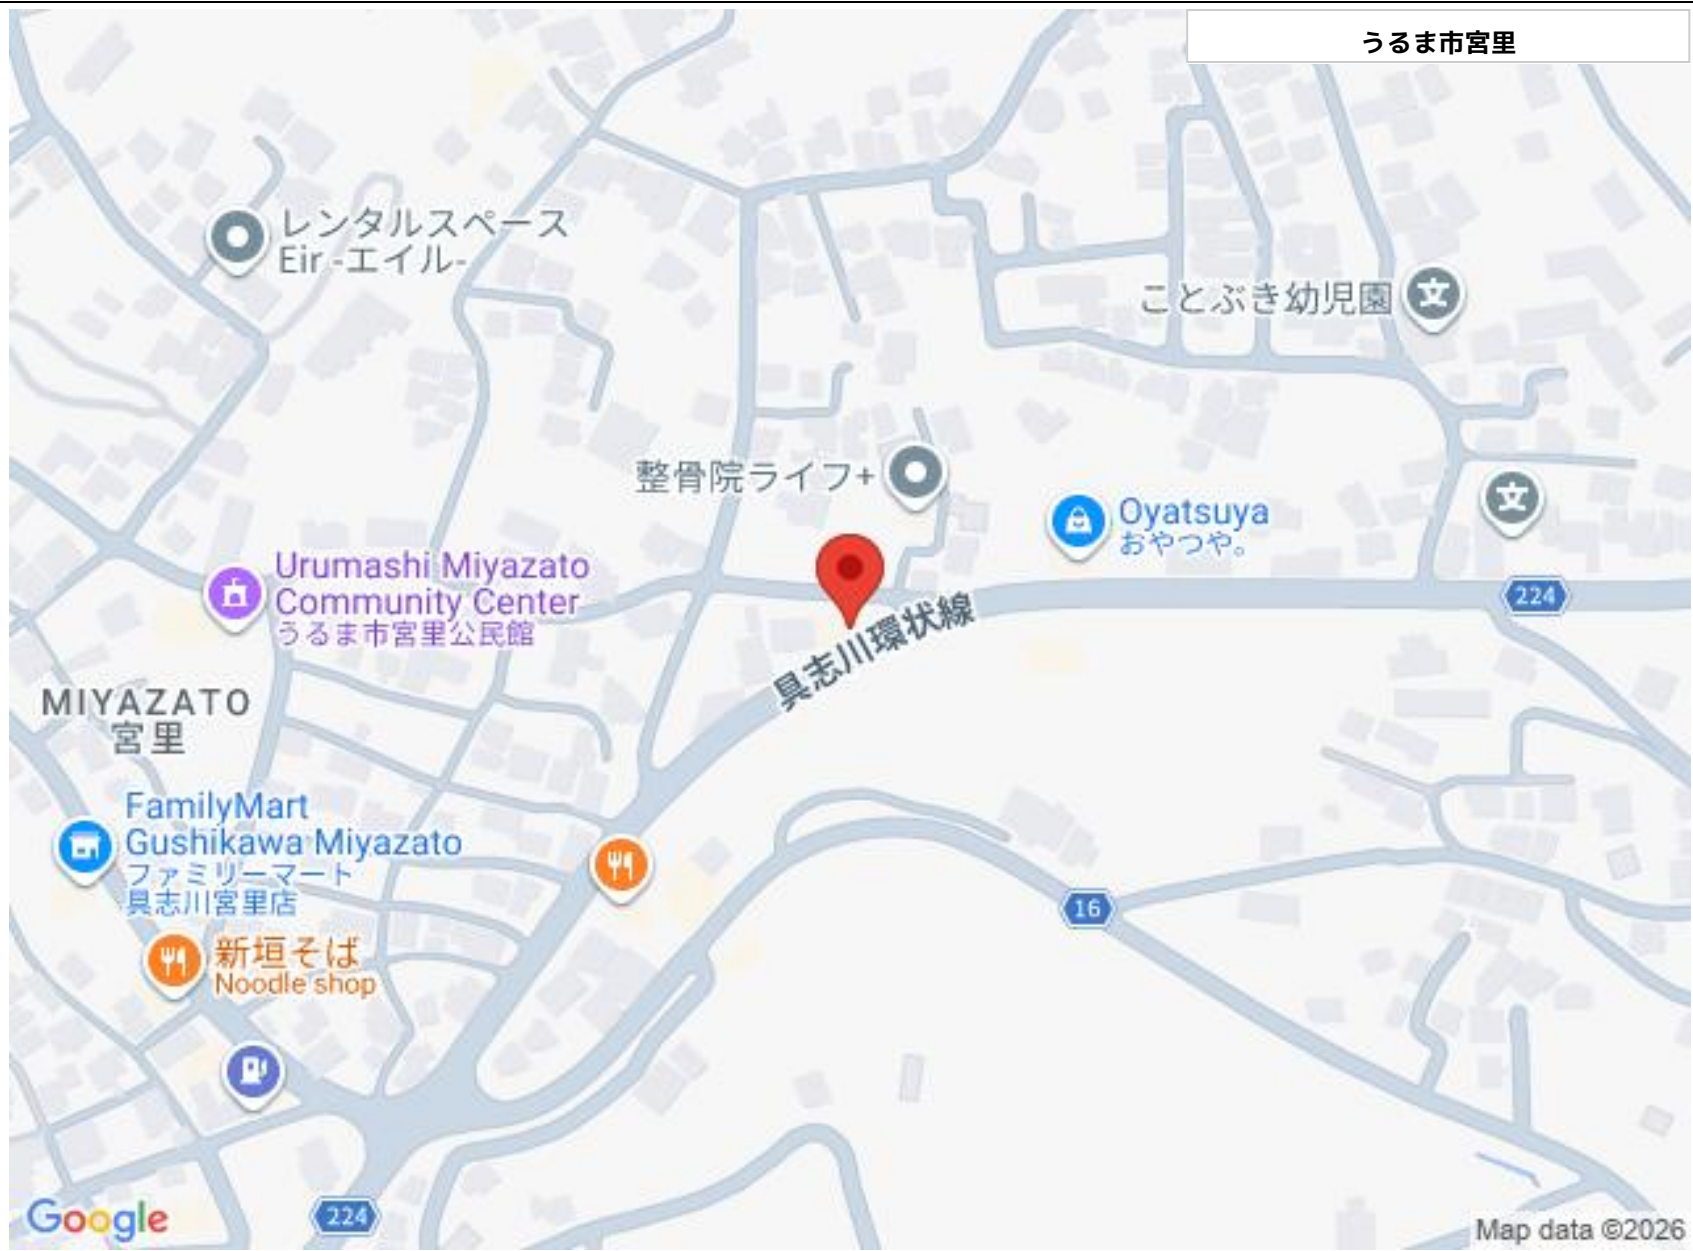 うるま市宮里
レンタルスペース
Eir -エイル-
ことぶき幼児園
文
整骨院ライフ+
文
Oyatsuya
おやつや。
Urumashi Miyazato
Community Center
うるま市宮里公民館
224
具志川環状線
MIYAZATO
宮里
FamilyMart
Gushikawa Miyazato
ファミリーマート
具志川宮里店
16
新垣そば
Noodle shop
Google
224
Map data ©2026